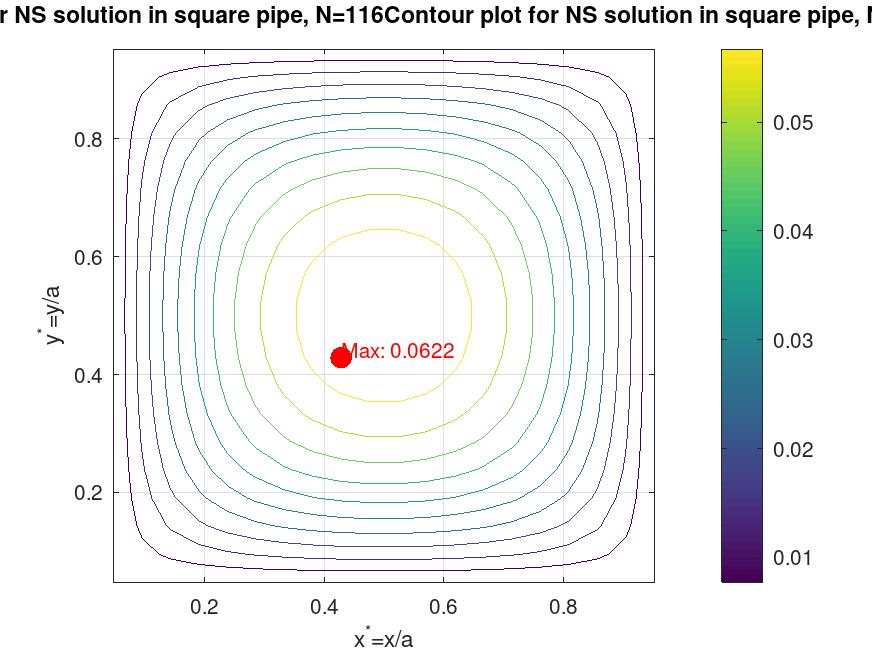 r NS solution in square pipe, N=116Contour plot for NS solution in square pipe, N
0.8
0.6
0.4
0.2
y*=y/a
Max: 0.0622
0.2 0.4 0.6 0.8
x*=x/a
0.05
0.04
0.03
0.02
0.01